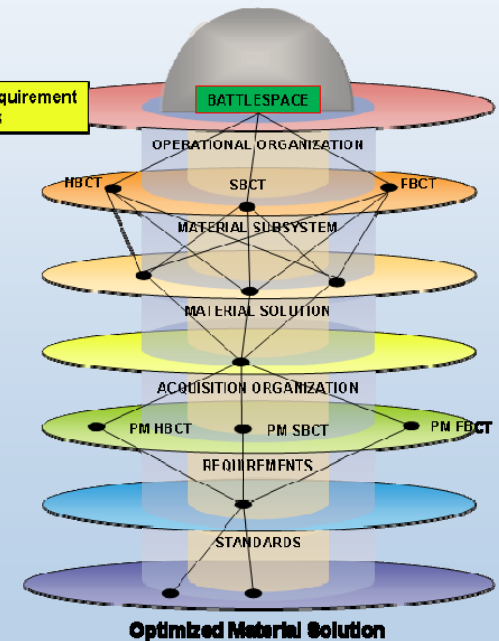 equirement
BATTLESPACE
OPERATIONAL ORGANIZATION
HBCT
SBCT
FBCT
MATERIAL SUBSYSTEM
MATERIAL SOLUTION
ACQUISITION ORGANIZATION
PM HBCT
PM SBCT
PM FBCT
REQUIREMENTS
STANDARDS
Optimized Material Solution